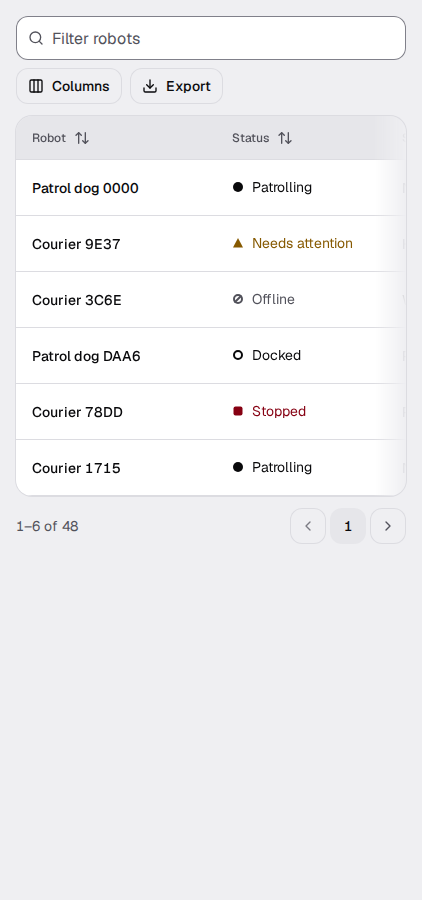 Filter robots
Columns Export
Robot Status
Patrol dog 0000 Patrolling
Courier 9E37 Needs attention
Courier 3C6E Offline
Patrol dog DAA6 Docked
Courier 78DD Stopped
Courier 1715 Patrolling
1–6 of 48 1